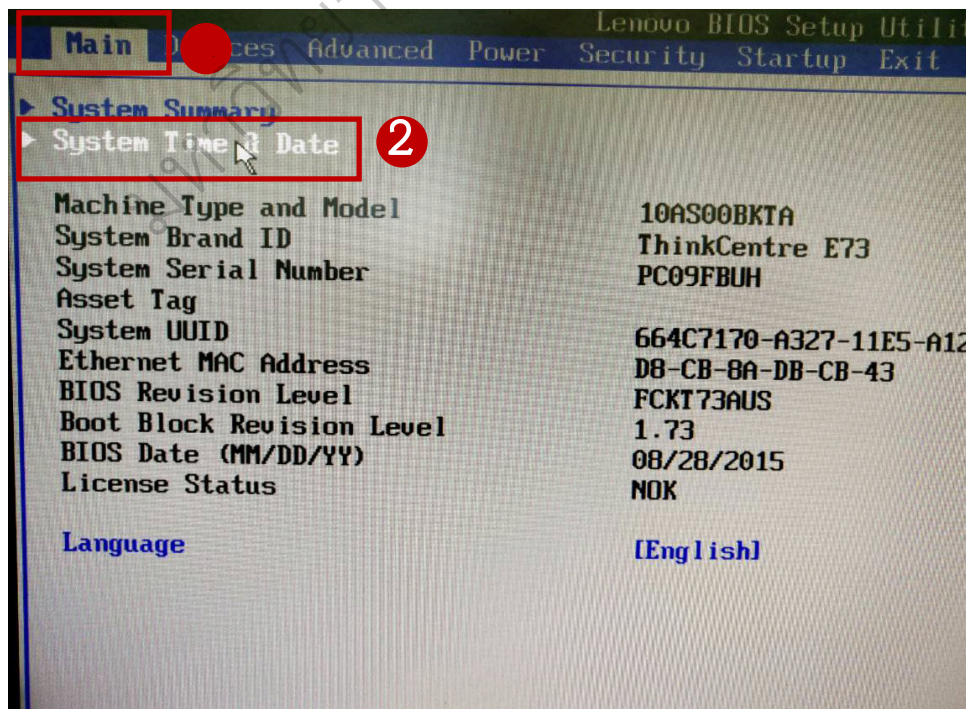 Lenovo BIOS Setup
Main Advanced Power Security Startup Exit
System Summary
System Time & Date
2
Machine Type and Model 10AS00BKTA
System Brand ID ThinkCentre E73
System Serial Number PC09FBUH
Asset Tag
System UUID 664C7170-A327-11E5-A12
Ethernet MAC Address D8-CB-8A-DB-CB-43
BIOS Revision Level FCKT73AUS
Boot Block Revision Level 1.73
BIOS Date (MM/DD/YY) 08/28/2015
License Status NOK
Language [English]